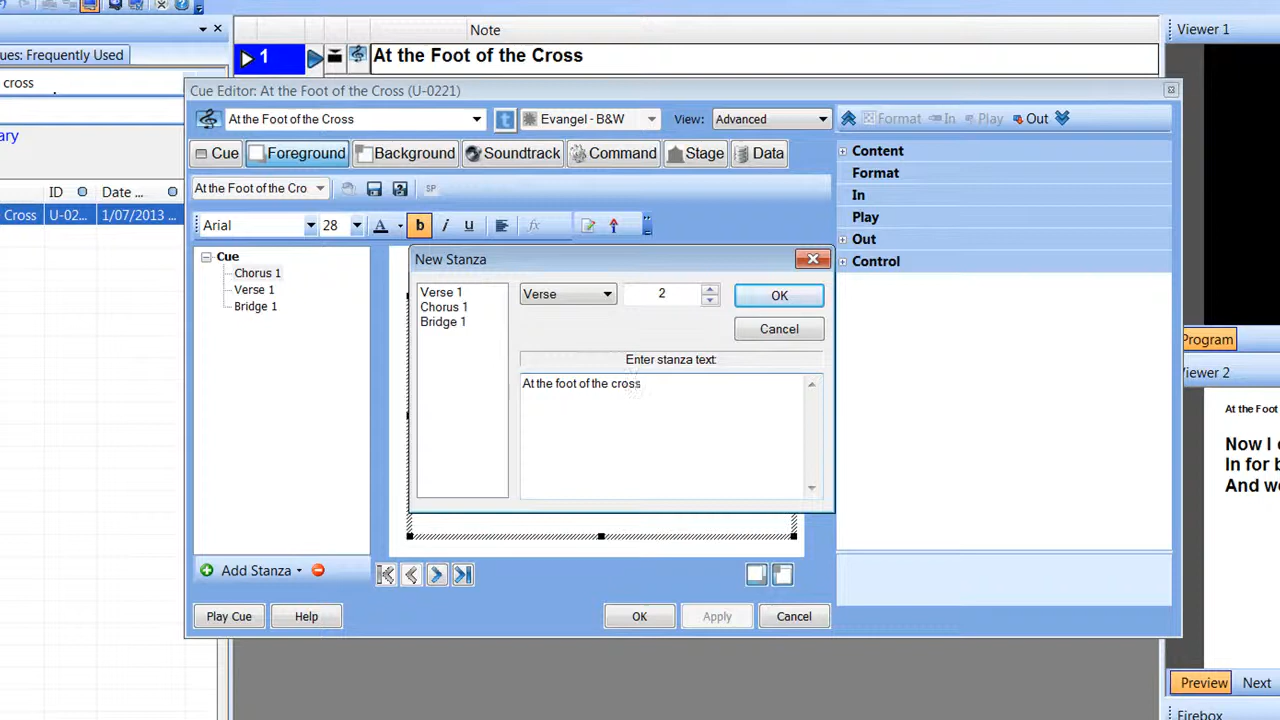 Note
Viewer 1
ues: Frequently Used
1
At the Foot of the Cross
cross
Cue Editor: At the Foot of the Cross (U-0221)
At the Foot of the Cross
t
Evangel - B&W
View:
Advanced
Format
In
Play
Out
ary
Cue
Foreground
Background
Soundtrack
Command
Stage
Data
Content
Format
In
Play
Out
Control
ID
Date ...
At the Foot of the Cro
SP
Cross
U-02...
1/07/2013 ...
Arial
28
A
b
i
u
fx
Cue
Chorus 1
Verse 1
Bridge 1
New Stanza
Verse 1
Chorus 1
Bridge 1
Verse
2
OK
Cancel
Enter stanza text:
At the foot of the cross
Program
iewer 2
At the Foot
Now I
In for
And w
Add Stanza
Play Cue
Help
OK
Apply
Cancel
Preview
Next
Firebox